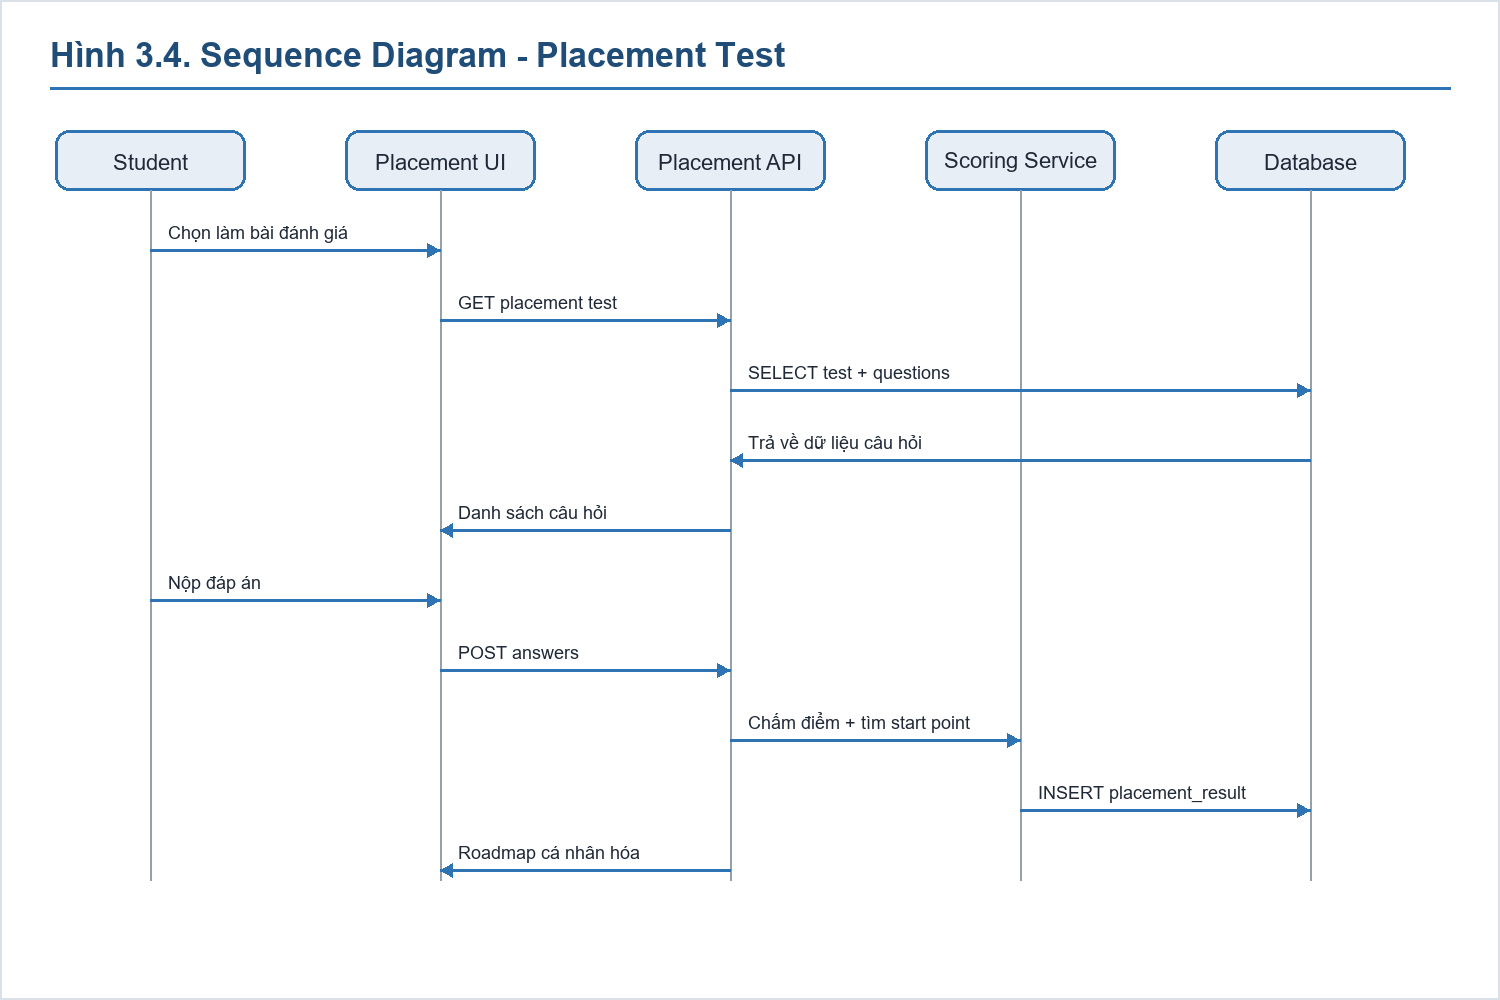 Hình 3.4. Sequence Diagram - Placement Test
Student
Placement UI
Placement API
Scoring Service
Database
Chọn làm bài đánh giá
GET placement test
SELECT test + questions
Trả về dữ liệu câu hỏi
Danh sách câu hỏi
Nộp đáp án
POST answers
Chấm điểm + tìm start point
INSERT placement_result
Roadmap cá nhân hóa